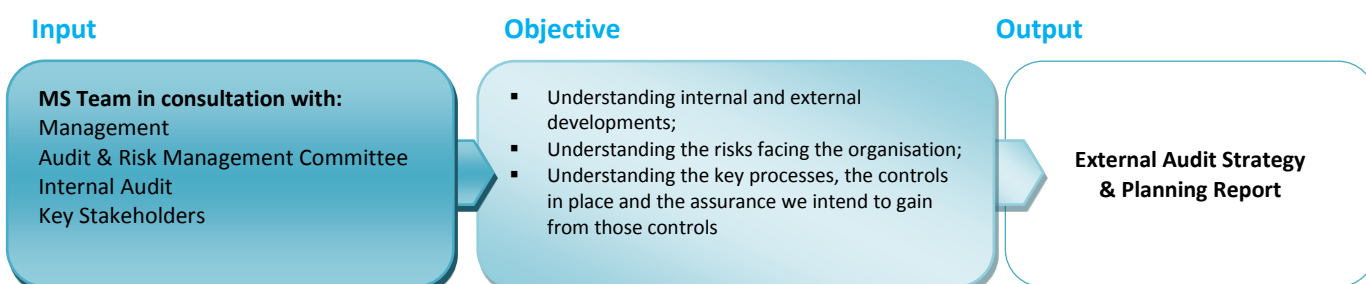 Input
MS Team in consultation with:
Management
Audit & Risk Management Committee
Internal Audit
Key Stakeholders
Objective
▪ Understanding internal and external
developments;
▪ Understanding the risks facing the organisation;
▪ Understanding the key processes, the controls
in place and the assurance we intend to gain
from those controls
Output
External Audit Strategy
& Planning Report